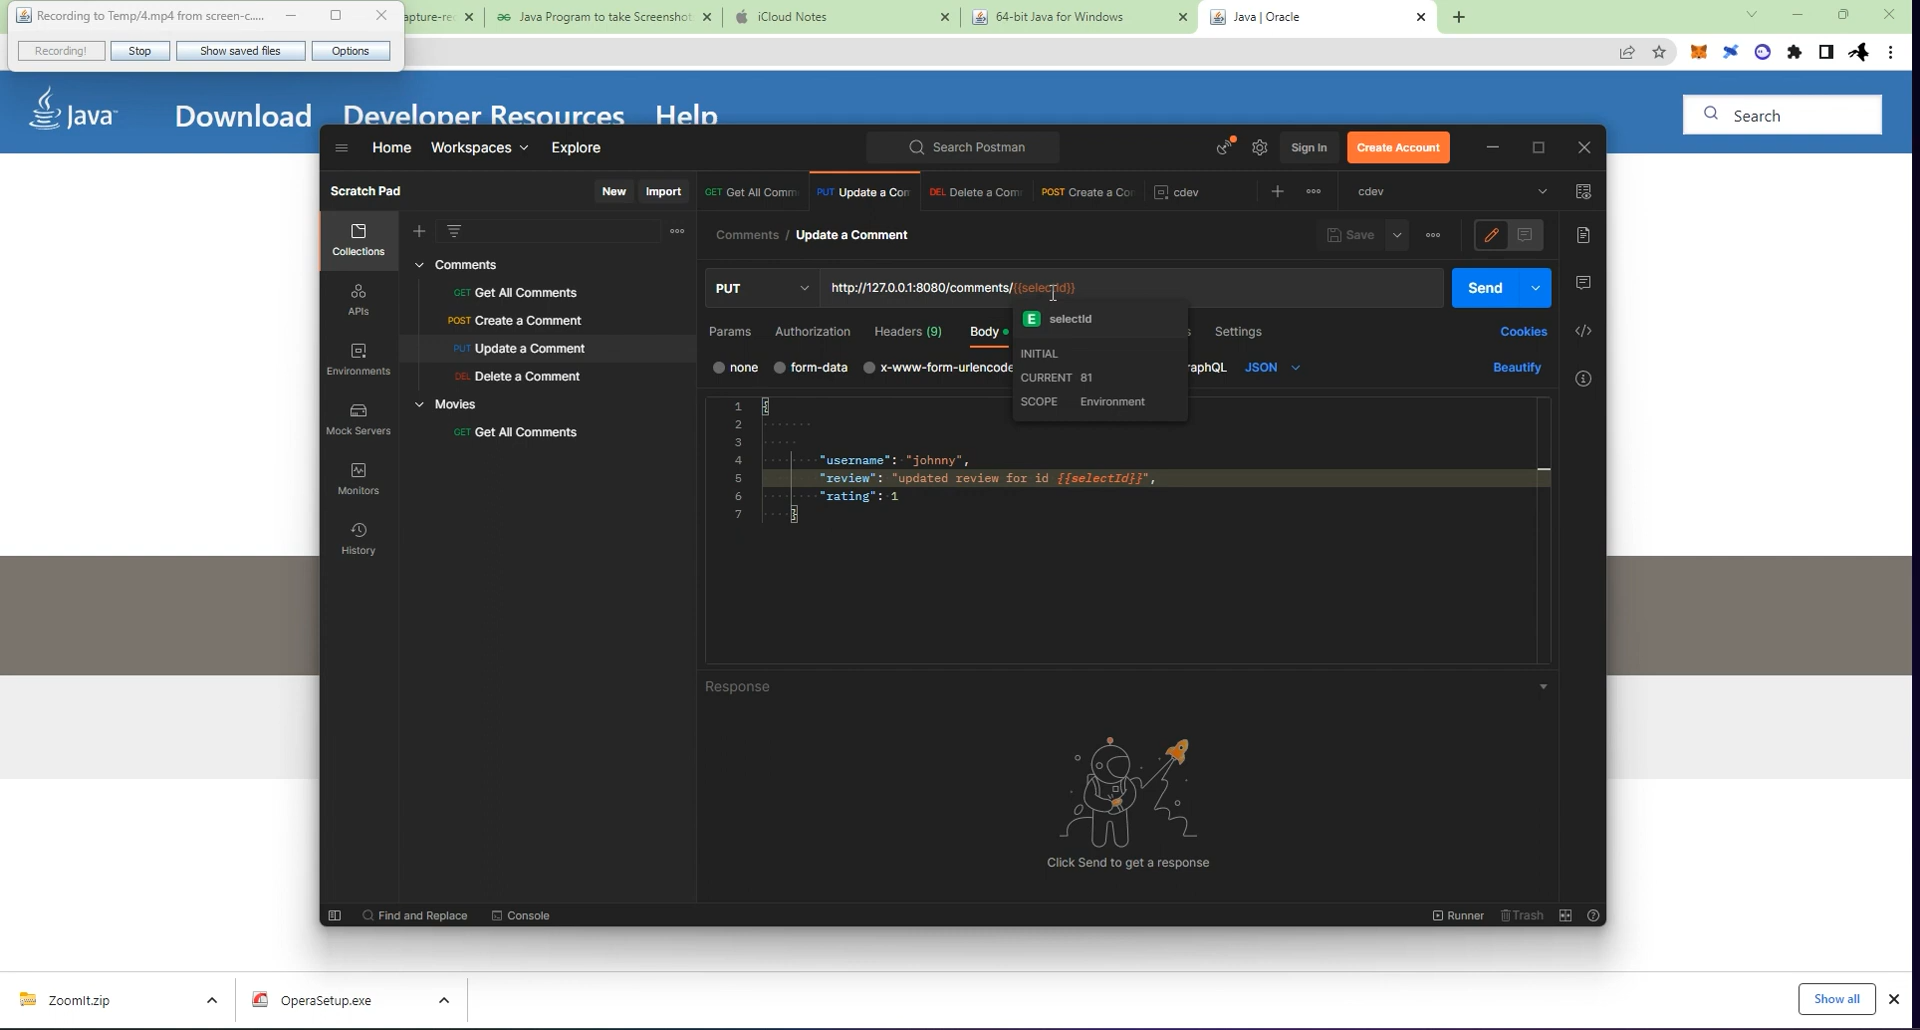 Recording to Temp/4.mp4 from screen-c.....
apture-re
Java Program to take Screenshot
iCloud Notes
64-bit Java for Windows
Java | Oracle
Recording!
Stop
Show saved files
Options
Java
Download
Developer Resources
Help
Search
Home
Workspaces
Explore
Search Postman
Sign In
Create Account
Scratch Pad
New
Import
GET Get All Comm
PUT Update a Con
DEL Delete a Com
POST Create a Co
cdev
cdev
Collections
APIs
Environments
Mock Servers
Monitors
History
Comments
GET Get All Comments
POST Create a Comment
PUT Update a Comment
DEL Delete a Comment
Movies
GET Get All Comments
Comments / Update a Comment
Save
PUT
http://127.0.0.1:8080/comments/{{selectId}}
Send
Params
Authorization
Headers (9)
Body
s
Settings
Cookies
E selectId
INITIAL
CURRENT 81
SCOPE Environment
none
form-data
x-www-form-urlencode
raphQL
JSON
Beautify
1 {
2
3
4 "username": "johnny",
5 "review": "updated review for id {{selectId}}",
6 "rating": 1
7 }
Response
Click Send to get a response
Find and Replace
Console
Runner
Trash
ZoomIt.zip
OperaSetup.exe
Show all